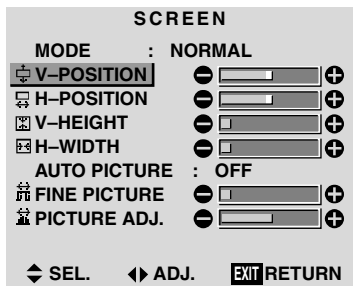 SCREEN
MODE : NORMAL
V–POSITION
H–POSITION
V–HEIGHT
H–WIDTH
AUTO PICTURE : OFF
FINE PICTURE
PICTURE ADJ.
SEL. ADJ. EXIT RETURN